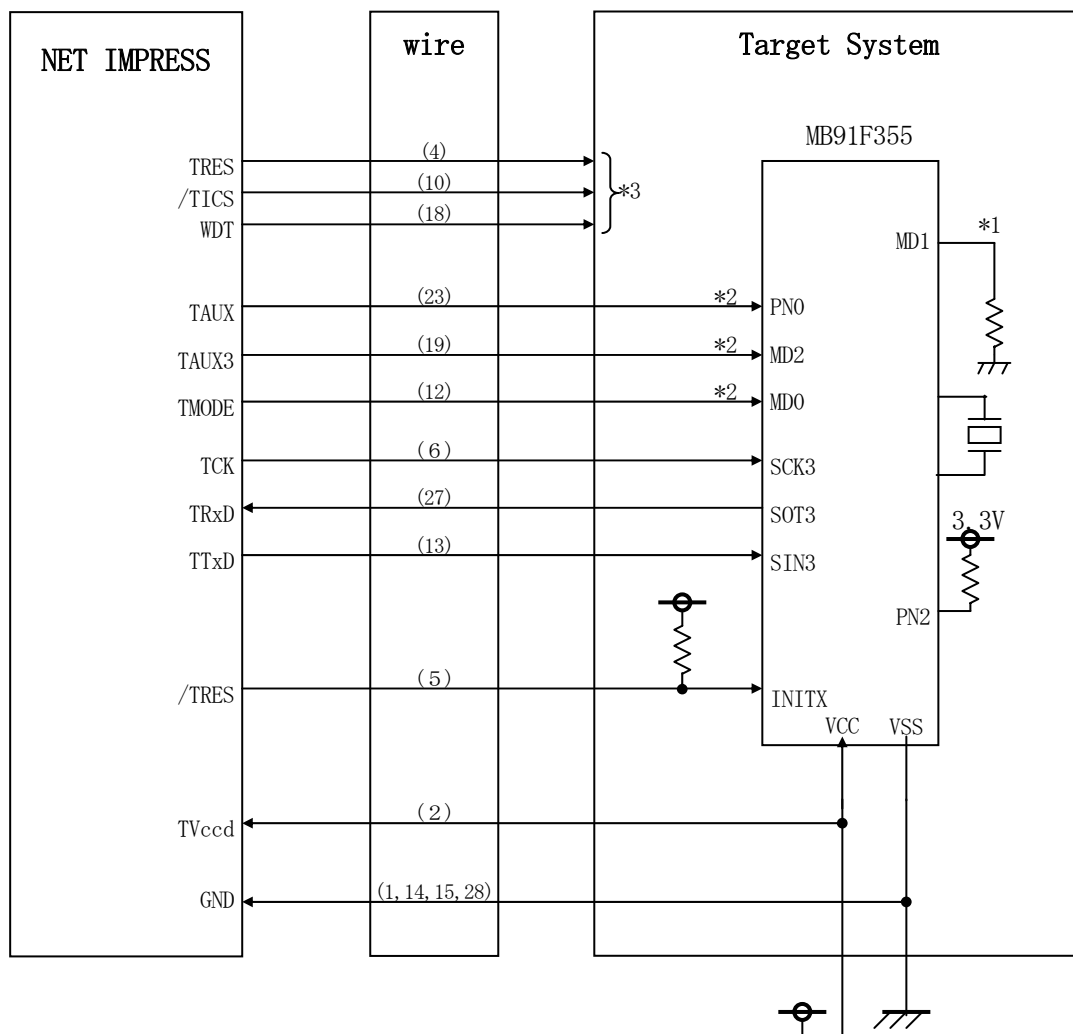 NET IMPRESS
wire
Target System
MB91F355
TRES
(4)
/TICS
(10)
*3
WDT
(18)
MD1
*1
TAUX
(23)
*2
PN0
TAUX3
(19)
*2
MD2
TMODE
(12)
*2
MD0
TCK
(6)
SCK3
TRxD
(27)
SOT3
3.3V
TTxD
(13)
SIN3
PN2
/TRES
(5)
INITX
VCC
VSS
TVccd
(2)
GND
(1,14,15,28)